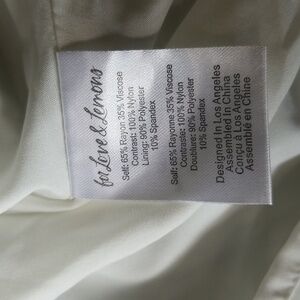 for Love & Lemons
Self: 65% Rayon 35% Viscose
Contrast: 100% Nylon
Lining: 90% Polyester
10% Spandex
Self: 65% Rayonne 35% Viscose
Contraste: 100% Nylon
Doublure: 90% Polyester
10% Spandex
Designed In Los Angeles
Assembled in China
Conçu à Los Angeles
Assemblé en Chine